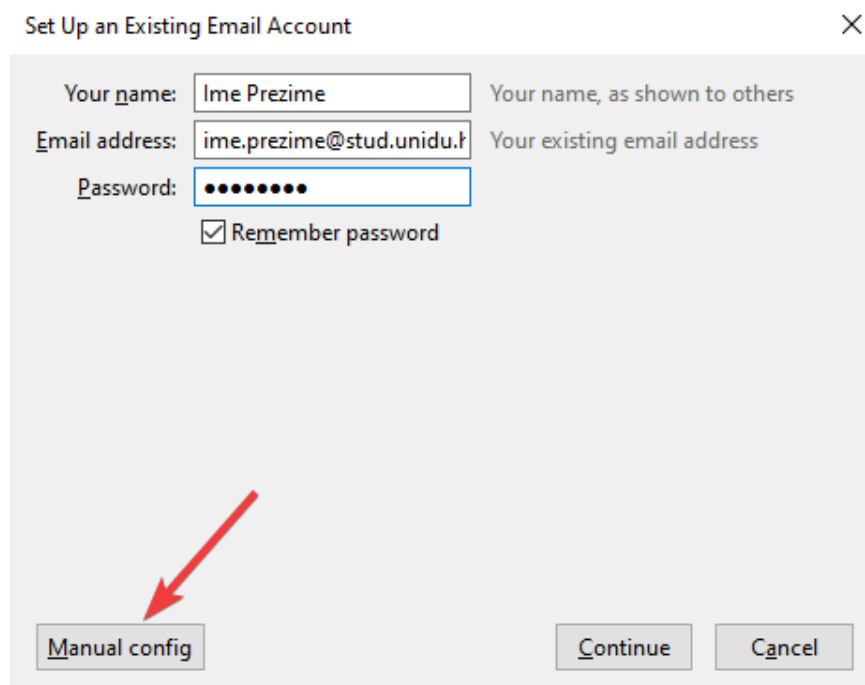 Set Up an Existing Email Account
Your name: Ime Prezime Your name, as shown to others
Email address: ime.prezime@stud.unidu.h Your existing email address
Password: ●●●●●●●●
Remember password
Manual config Continue Cancel